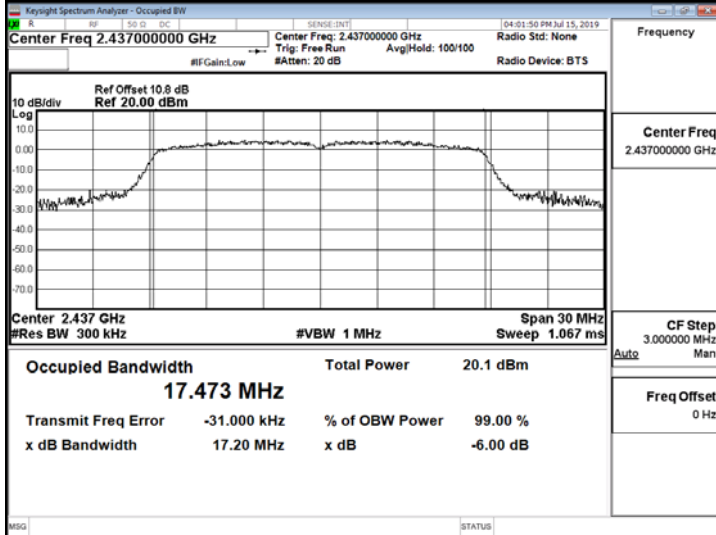 Keysight Spectrum Analyzer - Occupied BW
R RF 50 Ω DC SENSE:INT 04:01:50 PM Jul 15, 2019
Center Freq 2.437000000 GHz
Center Freq: 2.437000000 GHz
Radio Std: None
Trig: Free Run Avg|Hold: 100/100
#IFGain:Low
#Atten: 20 dB
Radio Device: BTS
Ref Offset 10.8 dB
10 dB/div Ref 20.00 dBm
Log
10.0
0.00
-10.0
-20.0
-30.0
-40.0
-50.0
-60.0
-70.0
Center 2.437 GHz Span 30 MHz
#Res BW 300 kHz #VBW 1 MHz Sweep 1.067 ms
Occupied Bandwidth Total Power 20.1 dBm
17.473 MHz
Transmit Freq Error -31.000 kHz % of OBW Power 99.00 %
x dB Bandwidth 17.20 MHz x dB -6.00 dB
MSG STATUS
Frequency
Center Freq
2.437000000 GHz
CF Step
3.000000 MHz
Auto Man
Freq Offset
0 Hz